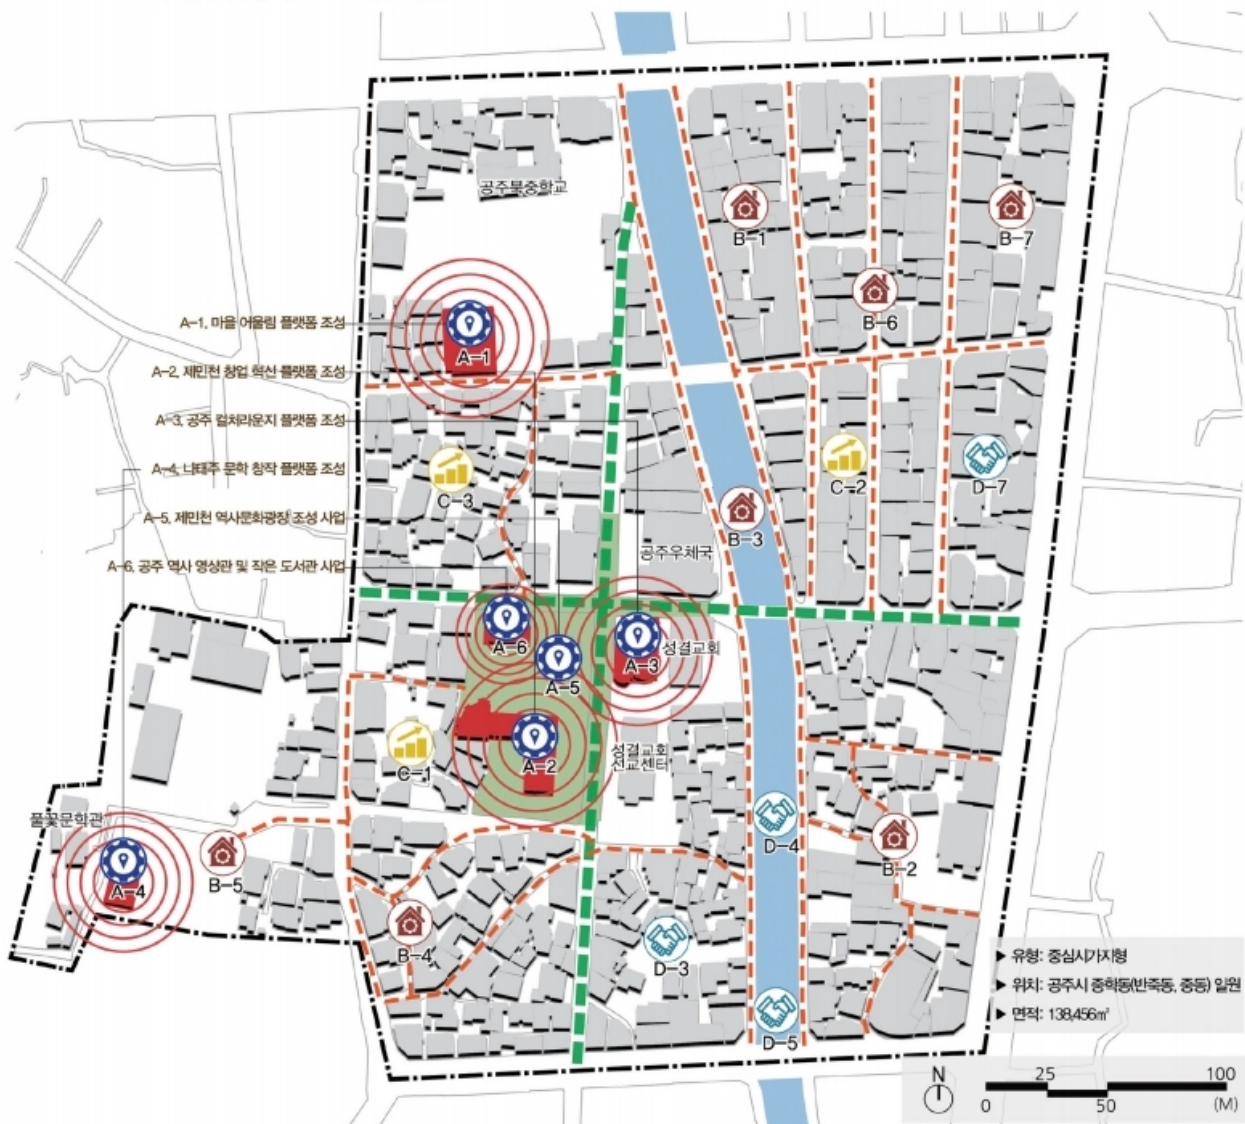 공주북중학교
B-1
B-7
B-6
A-1, 마을 어울림 플랫폼 조성
A-1
A-2, 제민천 창업 혁신 플랫폼 조성
A-3, 공주 컬처라운지 플랫폼 조성
A-4, 나태주 문학 창작 플랫폼 조성
C-3
C-2
D-7
A-5, 제민천 역사문화광장 조성 사업
B-3
공주우체국
A-6, 공주 역사 영상관 및 작은 도서관 사업
A-6
A-3
성결교회
A-5
C-1
A-2
성결교회
선교센터
풀꽃문학관
D-4
A-4
B-5
B-2
B-4
D-3
D-5
▶ 유형: 중심시가지형
▶ 위치: 공주시 중학동(반죽동, 중동) 일원
▶ 면적: 138,456㎡
N
25 100
0 50 (M)